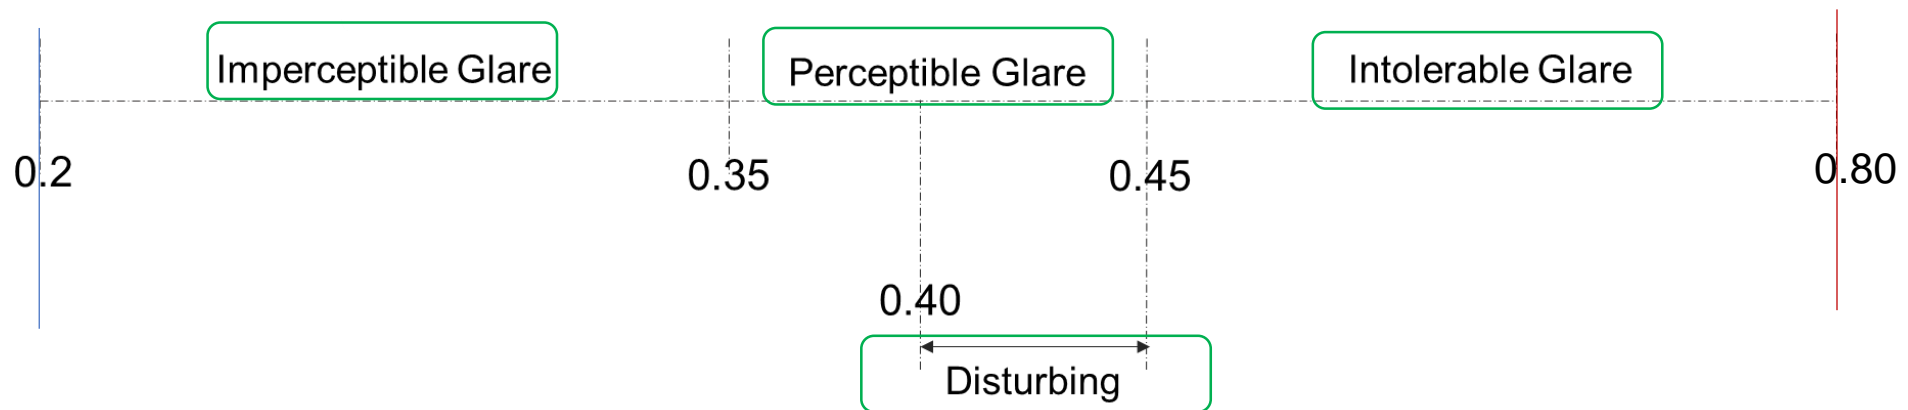 Imperceptible Glare
Perceptible Glare
Intolerable Glare
0.2
0.35
0.45
0.80
0.40
Disturbing